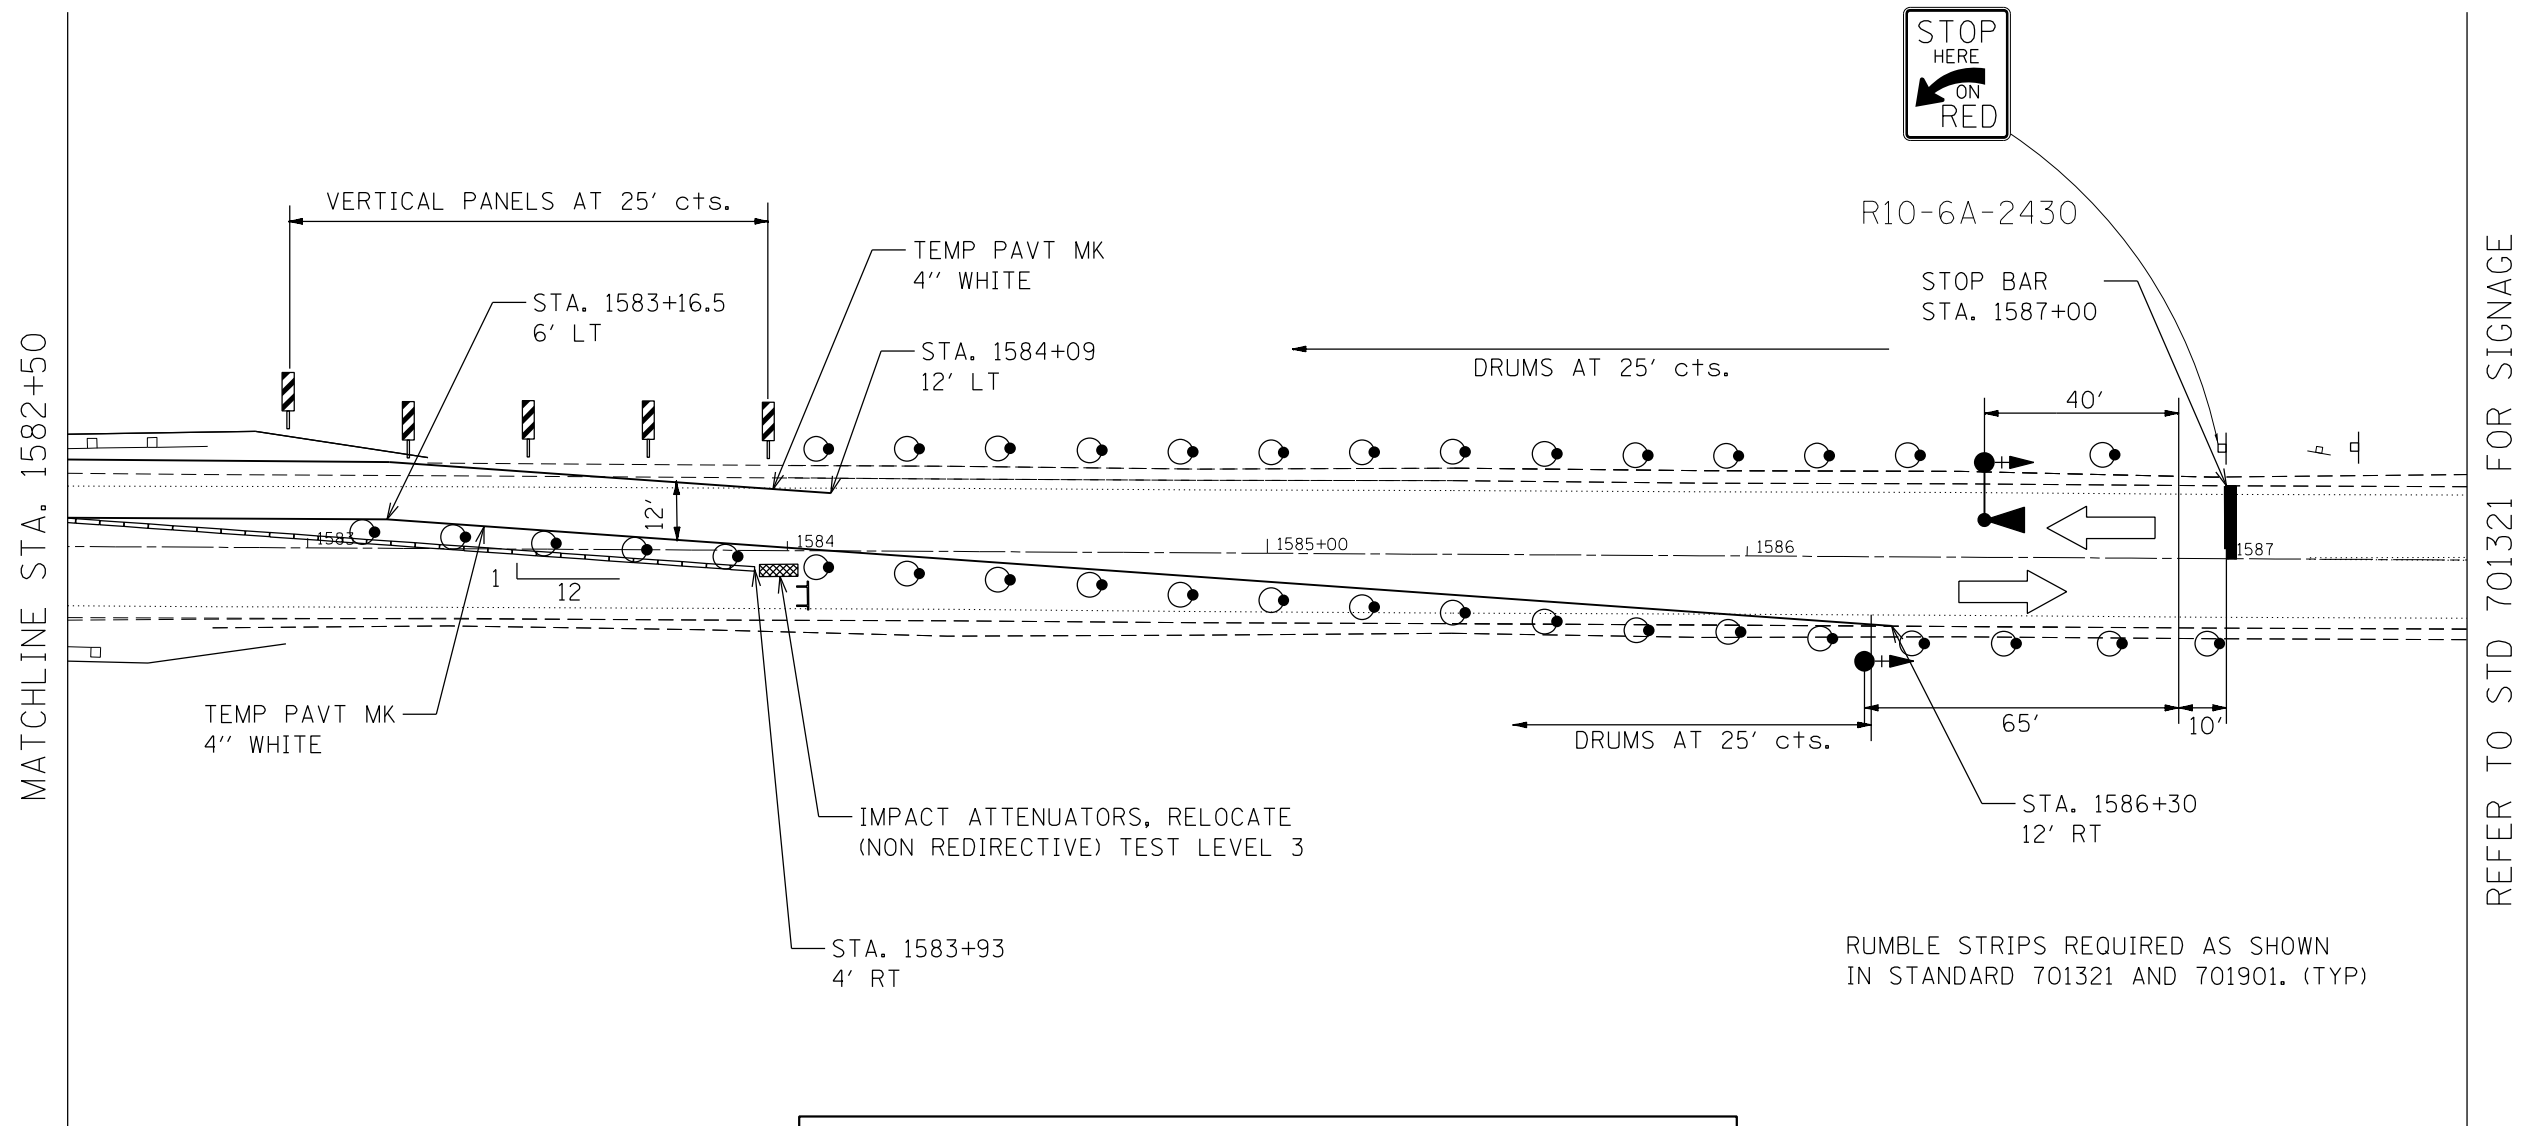 STOP
HERE
ON
RED
R10-6A-2430
VERTICAL PANELS AT 25' cts.
TEMP PAVT MK
4'' WHITE
STA. 1583+16.5
6' LT
STA. 1584+09
12' LT
STOP BAR
STA. 1587+00
DRUMS AT 25' cts.
40'
12'
1583
1584
1585+00
1586
1587
1
12
TEMP PAVT MK
4'' WHITE
DRUMS AT 25' cts.
65'
10'
IMPACT ATTENUATORS, RELOCATE
(NON REDIRECTIVE) TEST LEVEL 3
STA. 1586+30
12' RT
STA. 1583+93
4' RT
RUMBLE STRIPS REQUIRED AS SHOWN
IN STANDARD 701321 AND 701901. (TYP)
MATCHLINE STA. 1582+50
REFER TO STD 701321 FOR SIGNAGE